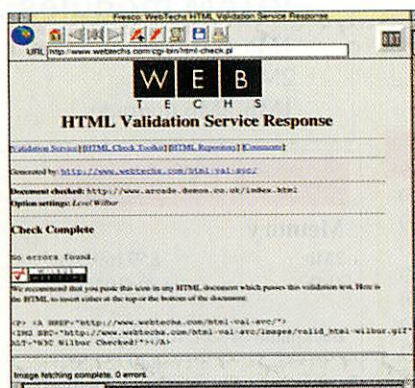 Fresco: WebTechs HTML Validation Service Response
URL http://www.webtechs.com/cgi-bin/html-check.pl
ANT
WEB
TECHS
HTML Validation Service Response
[Validation Service] [HTML Check Toolkit] [HTML Repository] [Comments]
Generated by: http://www.webtechs.com/html-val-svc/
Document checked: http://www.arcade.demon.co.uk/index.html
Option settings: Level Wilbur
Check Complete
No errors found.
We recommend that you paste this icon in any HTML document which passes this validation test. Here is
the HTML to insert either at the top or the bottom of the document:
<P> <A HREF="http://www.webtechs.com/html-val-svc/">
<IMG SRC="http://www.webtechs.com/html-val-svc/images/valid_html-wilbur.gif"
ALT="W3C Wilbur Checked!"></A>
Image fetching complete. 0 errors.